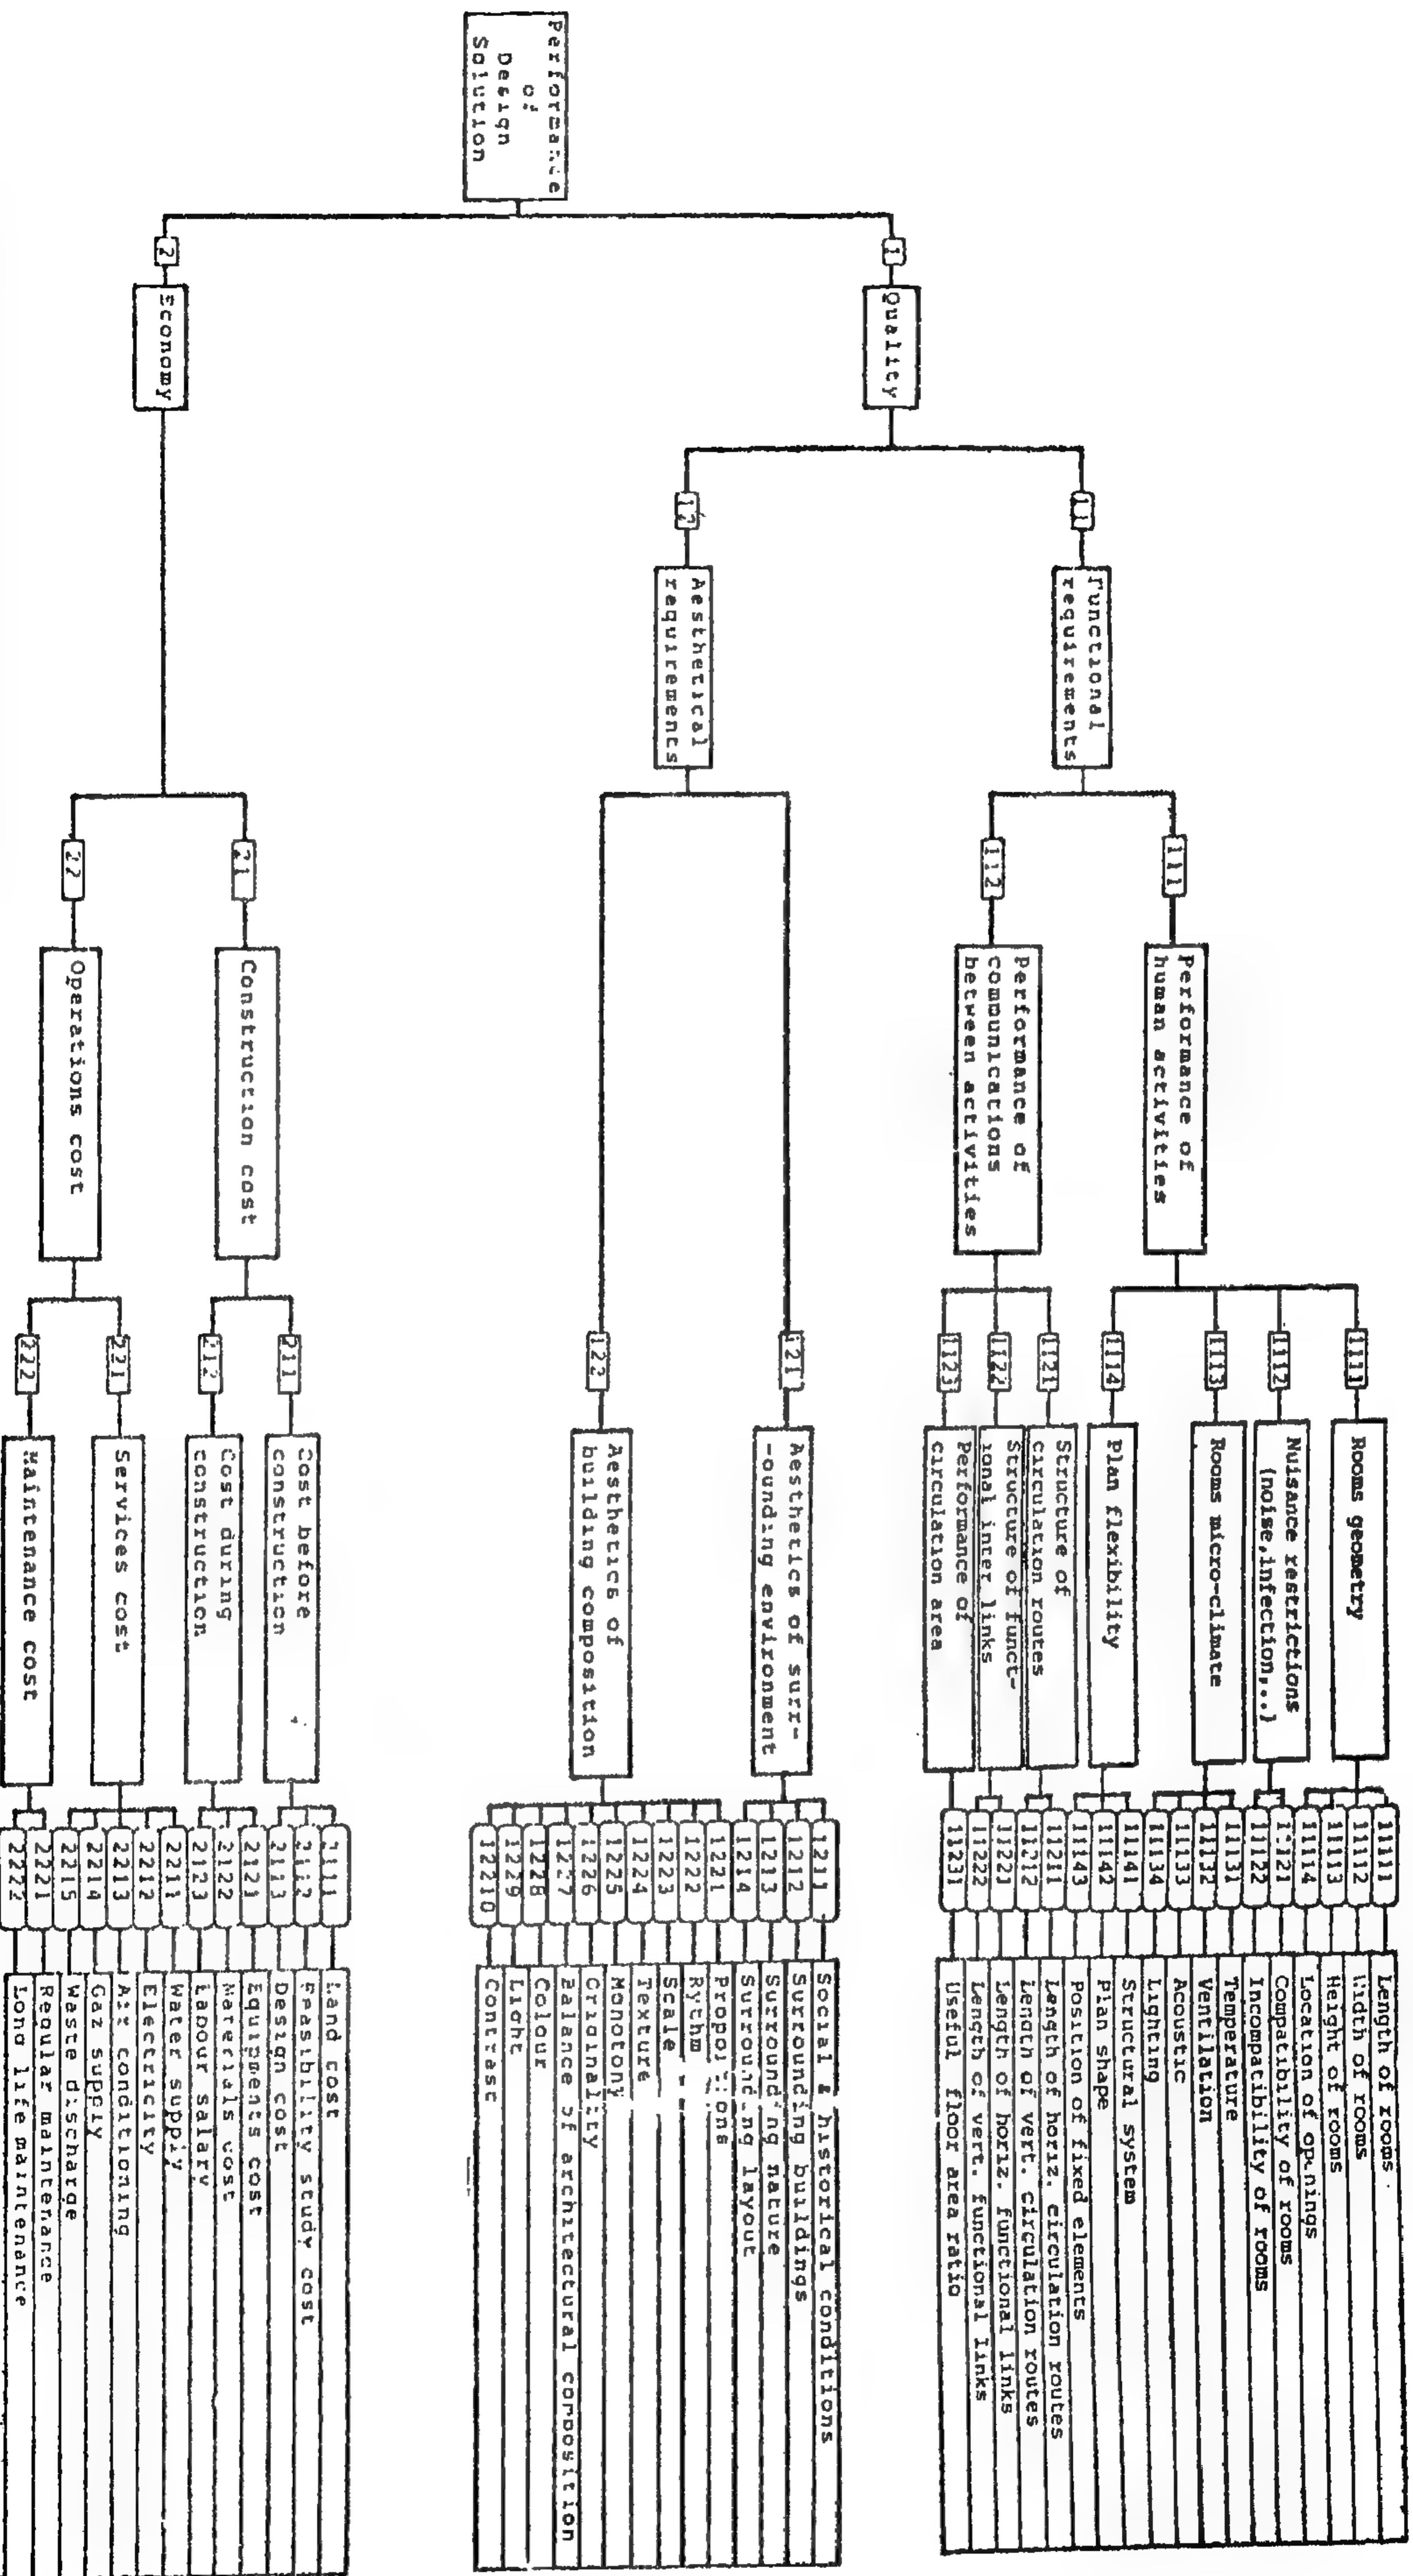 Performance
of
Design
Solution
1
Quality
2
Economy
11
Functional
requirements
12
Aesthetical
requirements
111
Performance of
human activities
112
Performance of
communications
between activities
21
Construction cost
22
Operations cost
1111
Rooms geometry
1112
Nuisance restrictions
(noise,infection,..)
1113
Rooms micro-climate
1114
Plan flexibility
1121
Structure of
circulation routes
1122
Structure of funct-
ional inter links
1123
Performance of
circulation area
121
Aesthetics of surr-
-ounding environment
122
Aesthetics of
building composition
211
Cost before
construction
212
Cost during
construction
221
Services cost
222
Maintenance cost
11111 Length of rooms
11112 Width of rooms
11113 Height of rooms
11114 Location of openings
11121 Compatibility of rooms
11122 Incompatibility of rooms
11131 Temperature
11132 Ventilation
11133 Acoustic
11134 Lighting
11141 Structural system
11142 Plan shape
11143 Position of fixed elements
11211 Length of horiz. circulation routes
11212 Length of vert. circulation routes
11221 Length of horiz. functional links
11222 Length of vert. functional links
11231 Useful floor area ratio
1211 Social & historical conditions
1212 Surrounding buildings
1213 Surrounding nature
1214 Surrounding layout
1221 Proportions
1222 Rythm
1223 Scale
1224 Texture
1225 Monotony
1226 Originality
1227 Balance of architectural composition
1228 Colour
1229 Light
12210 Contrast
2111 Land cost
2112 Feasibility study cost
2113 Design cost
2121 Equipments cost
2122 Materials cost
2123 Labour salary
2211 Water supply
2212 Electricity
2213 Air conditioning
2214 Gaz supply
2215 Waste discharge
2221 Regular maintenance
2222 Long life maintenance